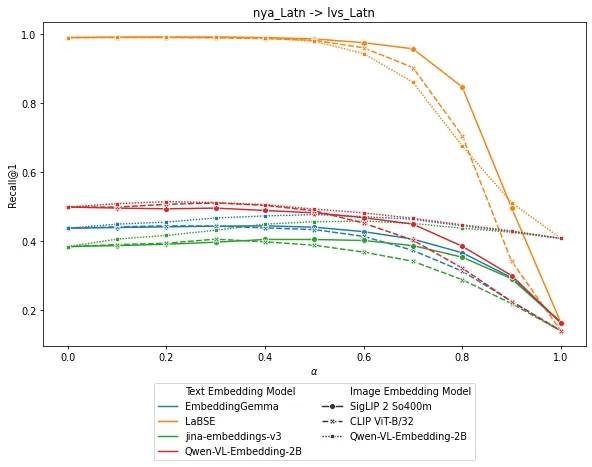 nya_Latn -> lvs_Latn
Recall@1
1.0
0.8
0.6
0.4
0.2
0.0 0.2 0.4 0.6 0.8 1.0
α
Text Embedding Model Image Embedding Model
EmbeddingGemma SigLIP 2 So400m
LaBSE CLIP ViT-B/32
jina-embeddings-v3 Qwen-VL-Embedding-2B
Qwen-VL-Embedding-2B